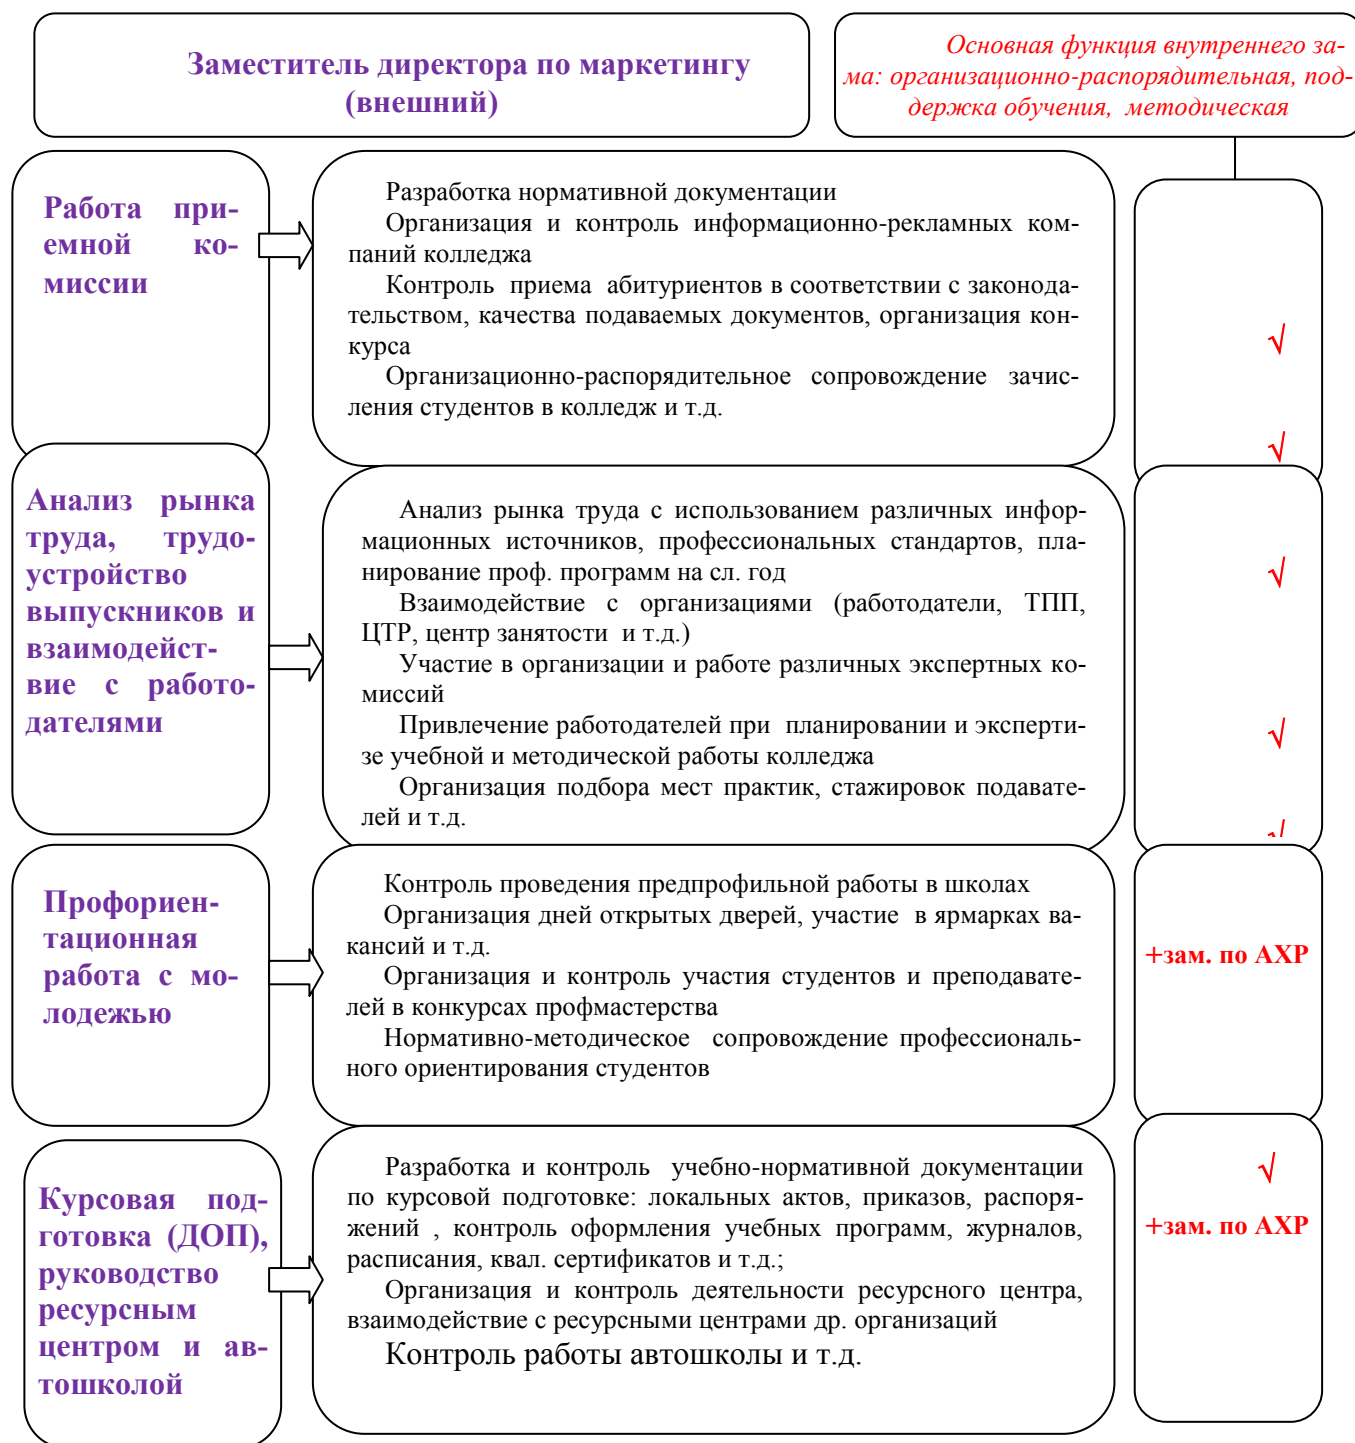 Заместитель директора по маркетингу
(внешний)
Основная функция внутреннего за-
ма: организационно-распорядительная, под-
держка обучения, методическая
Работа при-
емной ко-
миссии
Разработка нормативной документации
Организация и контроль информационно-рекламных ком-
паний колледжа
Контроль приема абитуриентов в соответствии с законода-
тельством, качества подаваемых документов, организация кон-
курса
Организационно-распорядительное сопровождение зачис-
ления студентов в колледж и т.д.
√
√
Анализ рынка
труда, трудо-
устройство
выпускников и
взаимодейст-
вие с работо-
дателями
Анализ рынка труда с использованием различных инфор-
мационных источников, профессиональных стандартов, пла-
нирование проф. программ на сл. год
Взаимодействие с организациями (работодатели, ТПП,
ЦТР, центр занятости и т.д.)
Участие в организации и работе различных экспертных ко-
миссий
Привлечение работодателей при планировании и эксперти-
зе учебной и методической работы колледжа
Организация подбора мест практик, стажировок подавате-
лей и т.д.
√
√
√
Профориен-
тационная
работа с мо-
лодежью
Контроль проведения предпрофильной работы в школах
Организация дней открытых дверей, участие в ярмарках ва-
кансий и т.д.
Организация и контроль участия студентов и преподавате-
лей в конкурсах профмастерства
Нормативно-методическое сопровождение профессиональ-
ного ориентирования студентов
+зам. по АХР
Курсовая под-
готовка (ДОП),
руководство
ресурсным
центром и ав-
тошколой
Разработка и контроль учебно-нормативной документации
по курсовой подготовке: локальных актов, приказов, распоря-
жений , контроль оформления учебных программ, журналов,
расписания, квал. сертификатов и т.д.;
Организация и контроль деятельности ресурсного центра,
взаимодействие с ресурсными центрами др. организаций
Контроль работы автошколы и т.д.
√
+зам. по АХР